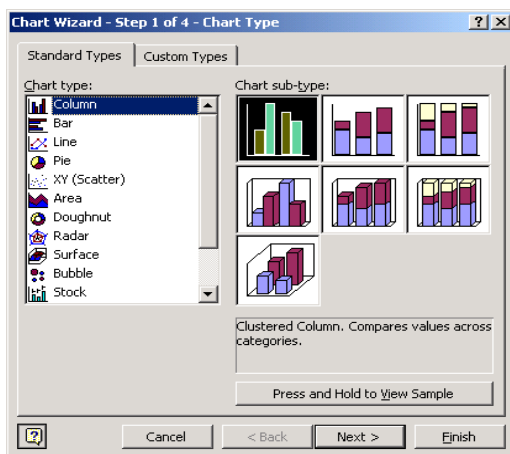 Chart Wizard - Step 1 of 4 - Chart Type
Standard Types
Custom Types
Chart type:
Column
Bar
Line
Pie
XY (Scatter)
Area
Doughnut
Radar
Surface
Bubble
Stock
Chart sub-type:
Clustered Column. Compares values across
categories.
Press and Hold to View Sample
Cancel
< Back
Next >
Finish